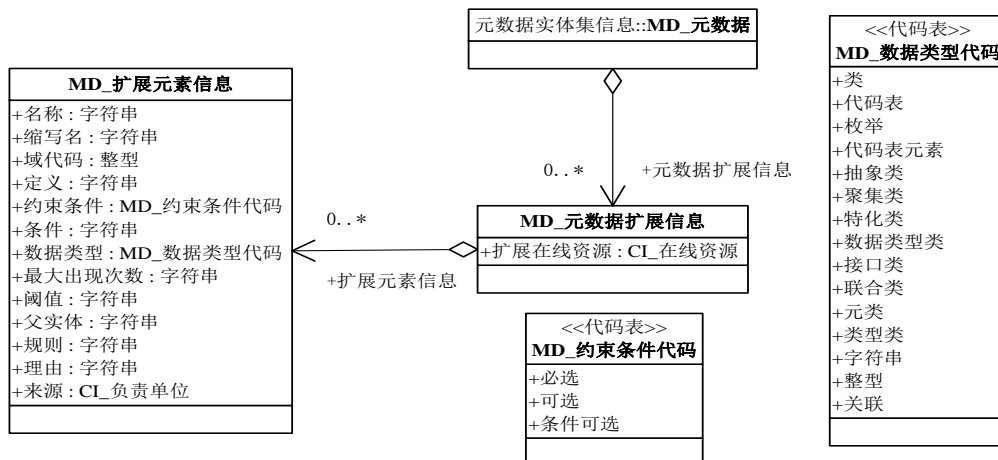 元数据实体集信息::MD_元数据
<<代码表>>
MD_数据类型代码
+类
+代码表
+枚举
+代码表元素
+抽象类
+聚集类
+特化类
+数据类型类
+接口类
+联合类
+元类
+类型类
+字符串
+整型
+关联
MD_扩展元素信息
+名称 : 字符串
+缩写名 : 字符串
+域代码 : 整型
+定义 : 字符串
+约束条件 : MD_约束条件代码
+条件 : 字符串
+数据类型 : MD_数据类型代码
+最大出现次数 : 字符串
+阈值 : 字符串
+父实体 : 字符串
+规则 : 字符串
+理由 : 字符串
+来源 : CI_负责单位
0..*
+元数据扩展信息
MD_元数据扩展信息
+扩展在线资源 : CI_在线资源
0..*
+扩展元素信息
<<代码表>>
MD_约束条件代码
+必选
+可选
+条件可选